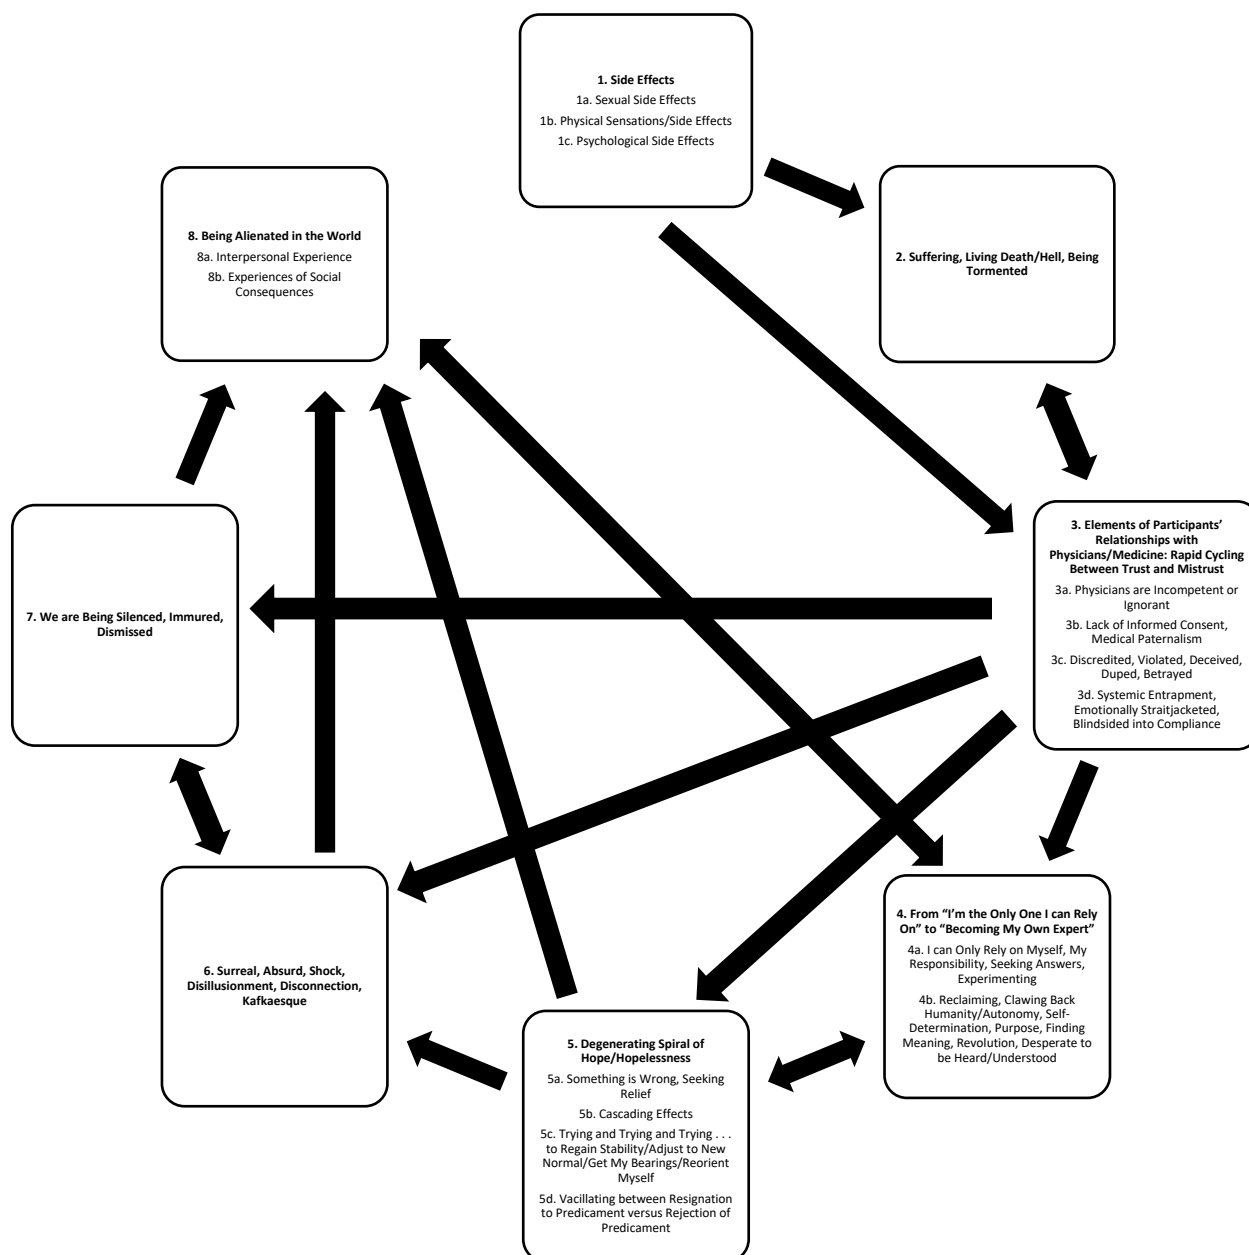 1. Side Effects
1a. Sexual Side Effects
1b. Physical Sensations/Side Effects
1c. Psychological Side Effects
2. Suffering, Living Death/Hell, Being
Tormented
3. Elements of Participants’
Relationships with
Physicians/Medicine: Rapid Cycling
Between Trust and Mistrust
3a. Physicians are Incompetent or
Ignorant
3b. Lack of Informed Consent,
Medical Paternalism
3c. Discredited, Violated, Deceived,
Duped, Betrayed
3d. Systemic Entrapment,
Emotionally Straitjacketed,
Blindsided into Compliance
4. From “I’m the Only One I can Rely
On” to “Becoming My Own Expert”
4a. I can Only Rely on Myself, My
Responsibility, Seeking Answers,
Experimenting
4b. Reclaiming, Clawing Back
Humanity/Autonomy, Self-
Determination, Purpose, Finding
Meaning, Revolution, Desperate to
be Heard/Understood
5. Degenerating Spiral of
Hope/Hopelessness
5a. Something is Wrong, Seeking
Relief
5b. Cascading Effects
5c. Trying and Trying and Trying . . .
to Regain Stability/Adjust to New
Normal/Get My Bearings/Reorient
Myself
5d. Vacillating between Resignation
to Predicament versus Rejection of
Predicament
6. Surreal, Absurd, Shock,
Disillusionment, Disconnection,
Kafkaesque
7. We are Being Silenced, Immured,
Dismissed
8. Being Alienated in the World
8a. Interpersonal Experience
8b. Experiences of Social
Consequences